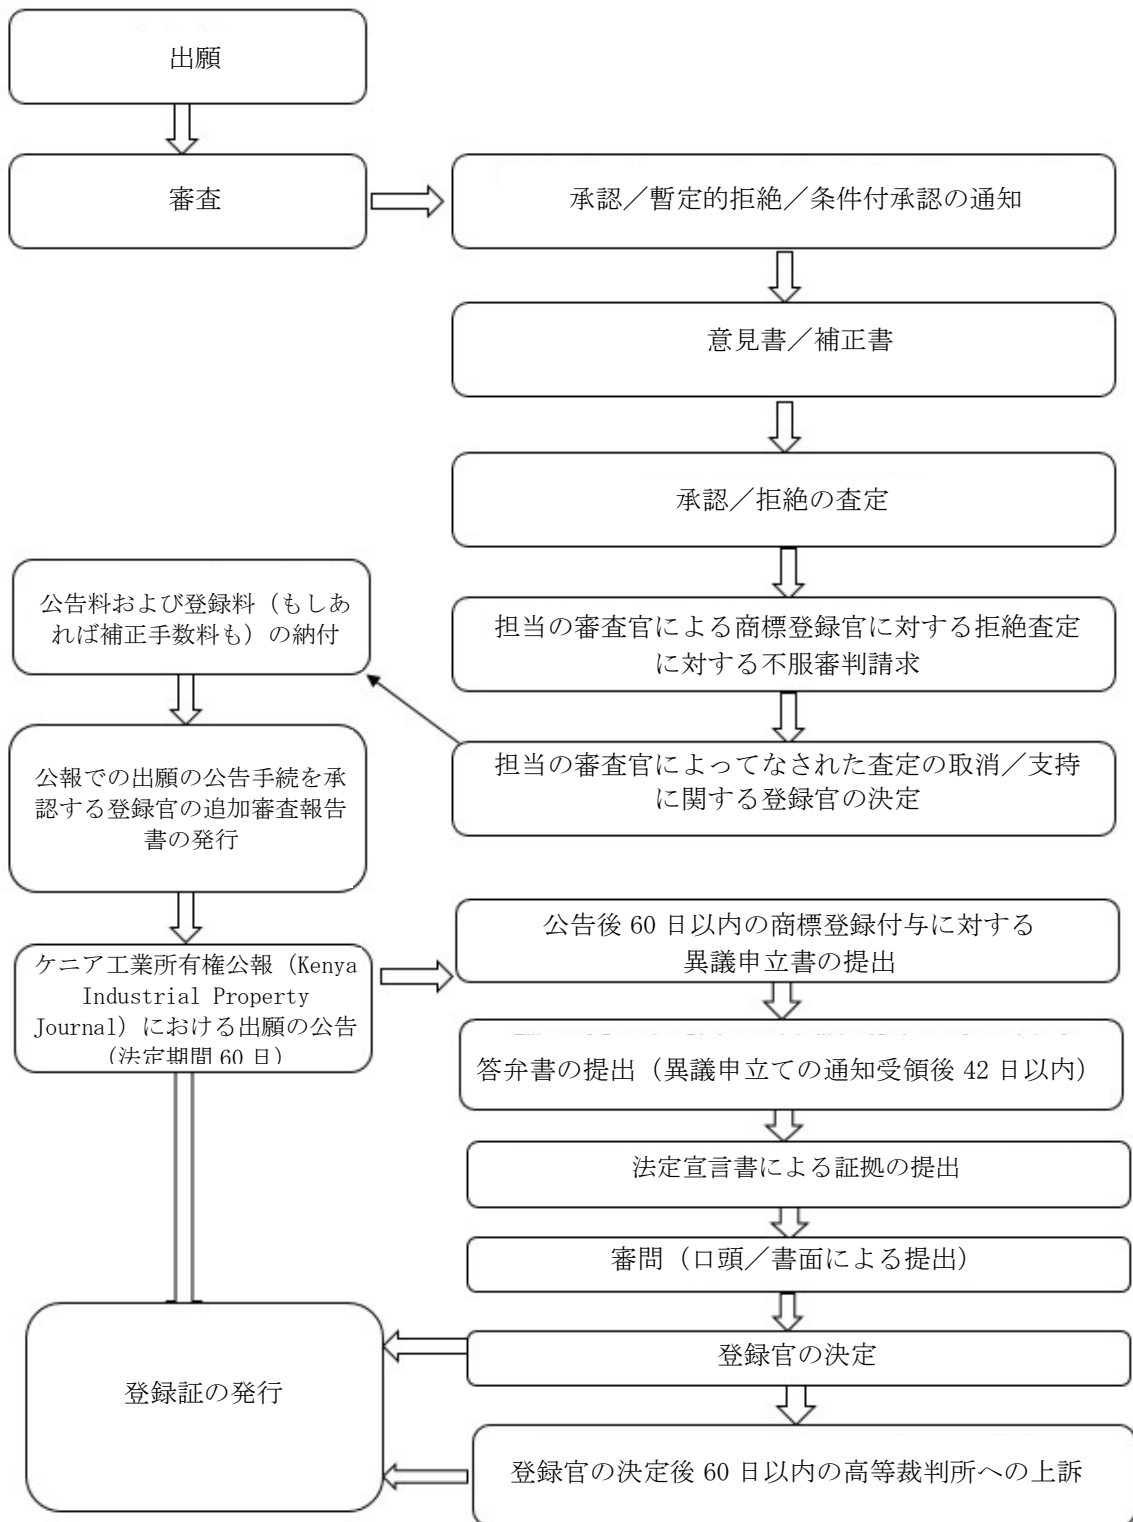 出願
審査
承認／暫定的拒絶／条件付承認の通知
意見書／補正書
承認／拒絶の査定
担当の審査官による商標登録官に対する拒絶査定
に対する不服審判請求
担当の審査官によってなされた査定の取消／支持
に関する登録官の決定
公告料および登録料（もしあ
れば補正手数料も）の納付
公報での出願の公告手続を承
認する登録官の追加審査報告
書の発行
ケニア工業所有権公報（Kenya
Industrial Property
Journal）における出願の公告
（法定期間 60 日）
公告後 60 日以内の商標登録付与に対する
異議申立書の提出
答弁書の提出（異議申立ての通知受領後 42 日以内）
法定宣言書による証拠の提出
審問（口頭／書面による提出）
登録官の決定
登録官の決定後 60 日以内の高等裁判所への上訴
登録証の発行